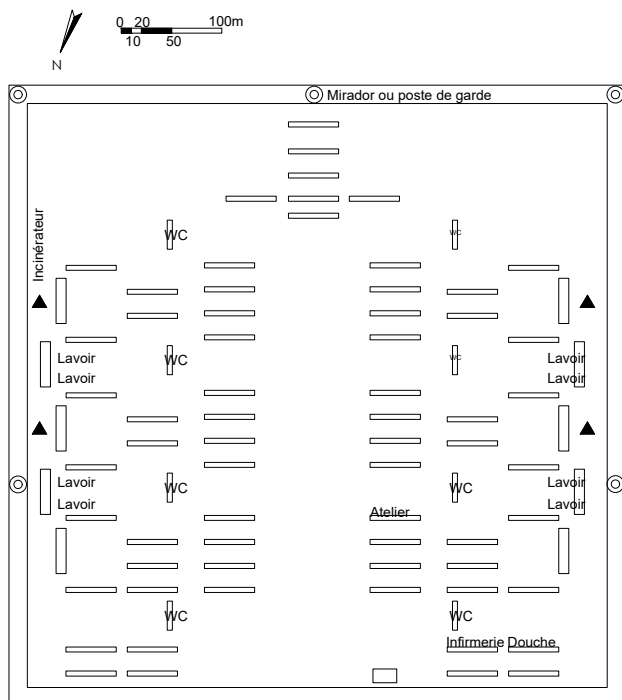 0 20 100m
10 50
N
Mirador ou poste de garde
Incinérateur
WC
WC
Lavoir
Lavoir
WC
WC
Lavoir
Lavoir
Lavoir
Lavoir
WC
WC
Lavoir
Lavoir
Atelier
WC
WC
Infirmerie Douche